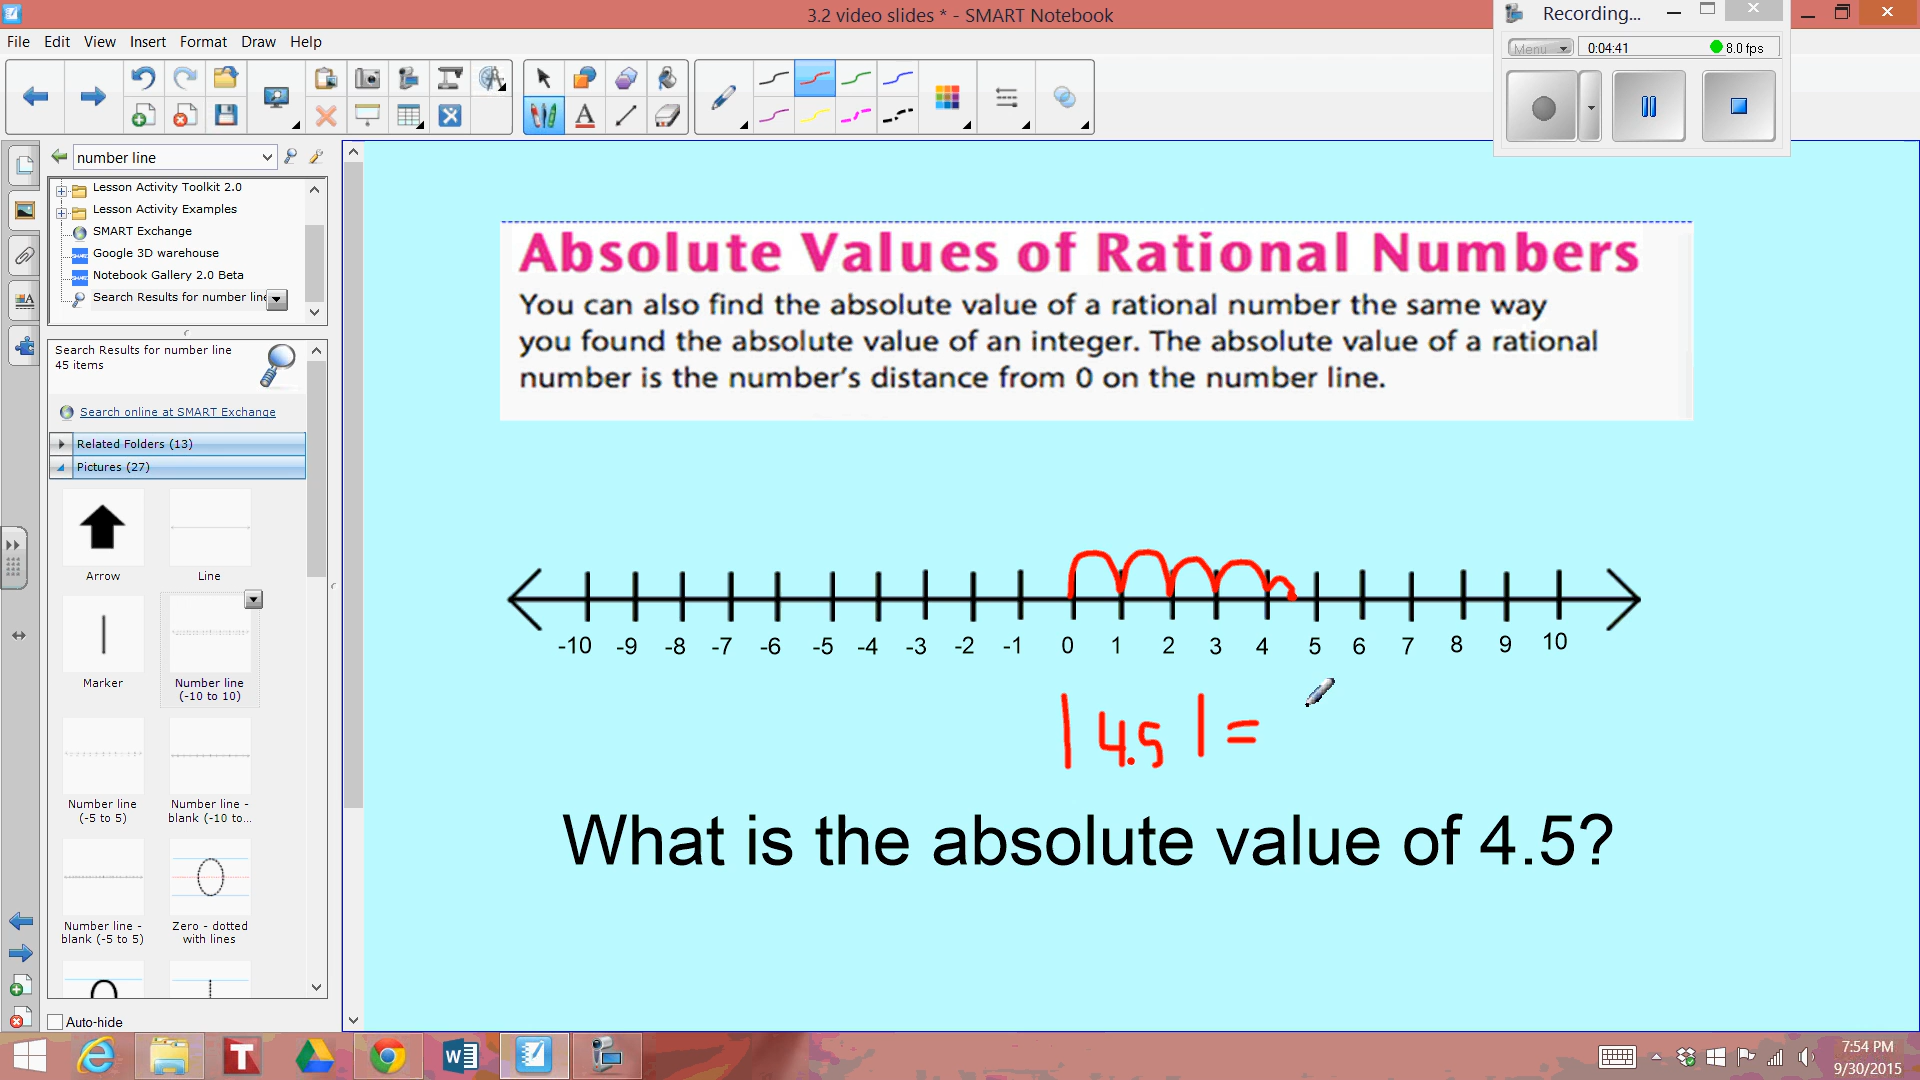 3.2 video slides * - SMART Notebook
Recording...
File Edit View Insert Format Draw Help
Menu 0:04:41 8.0 fps
number line
Lesson Activity Toolkit 2.0
Lesson Activity Examples
SMART Exchange
Google 3D warehouse
Notebook Gallery 2.0 Beta
Search Results for number line
Search Results for number line
45 items
Search online at SMART Exchange
Related Folders (13)
Pictures (27)
Arrow Line
Marker Number line
(-10 to 10)
Number line Number line -
(-5 to 5) blank (-10 to...
Number line - Zero - dotted
blank (-5 to 5) with lines
Auto-hide
Absolute Values of Rational Numbers
You can also find the absolute value of a rational number the same way
you found the absolute value of an integer. The absolute value of a rational
number is the number's distance from 0 on the number line.
-10 -9 -8 -7 -6 -5 -4 -3 -2 -1 0 1 2 3 4 5 6 7 8 9 10
| 4.5 | =
What is the absolute value of 4.5?
7:54 PM
9/30/2015